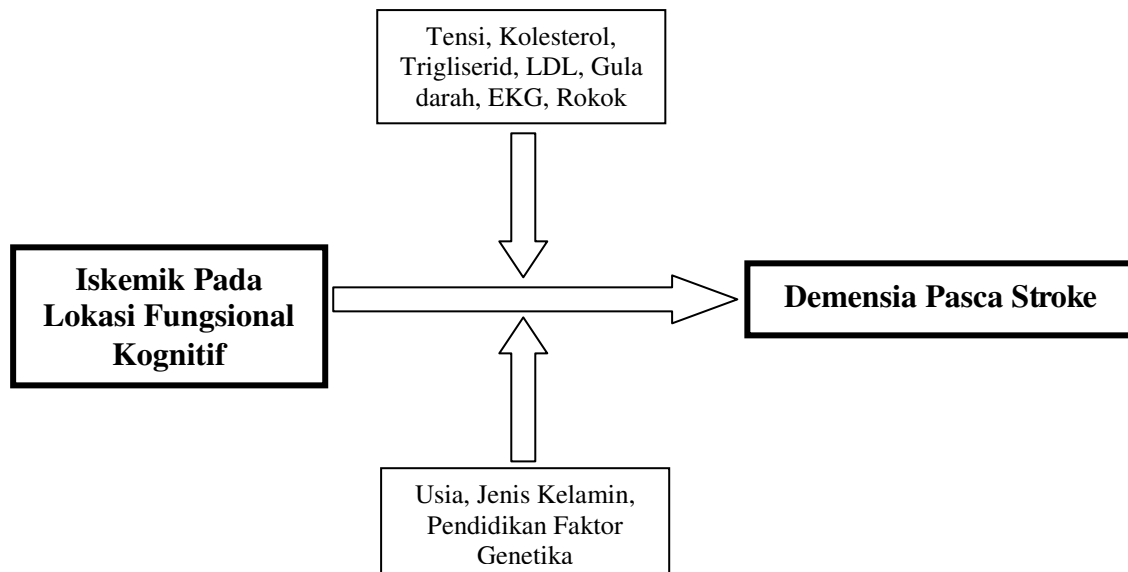 Tensi, Kolesterol,
Trigliserid, LDL, Gula
darah, EKG, Rokok
Iskemik Pada
Lokasi Fungsional
Kognitif
Demensia Pasca Stroke
Usia, Jenis Kelamin,
Pendidikan Faktor
Genetika